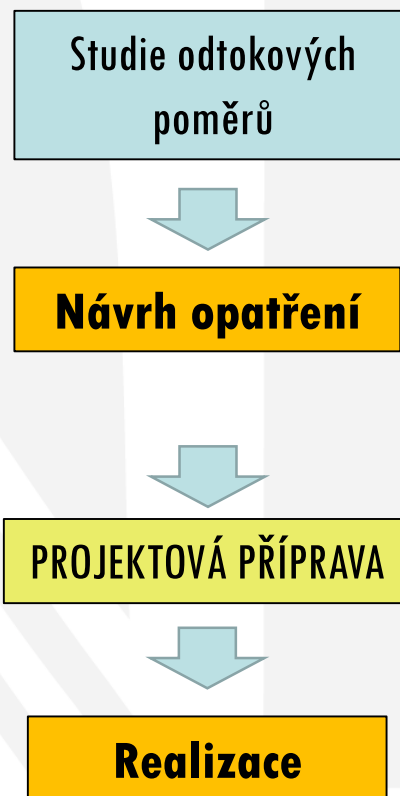 Studie odtokových
poměrů
Návrh opatření
PROJEKTOVÁ PŘÍPRAVA
Realizace